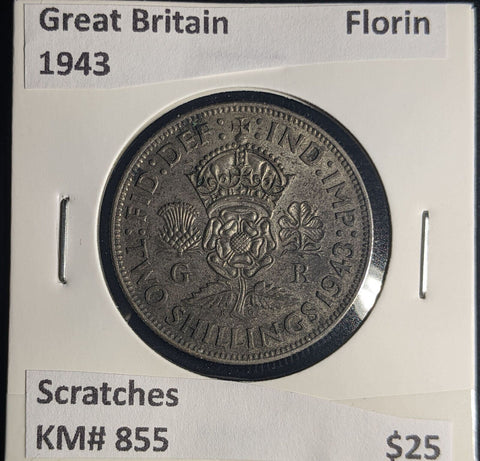 Great Britain Florin
1943
FID:DEF:IND:IMP:
G R
TWO SHILLINGS 1943
Scratches
KM# 855 $25